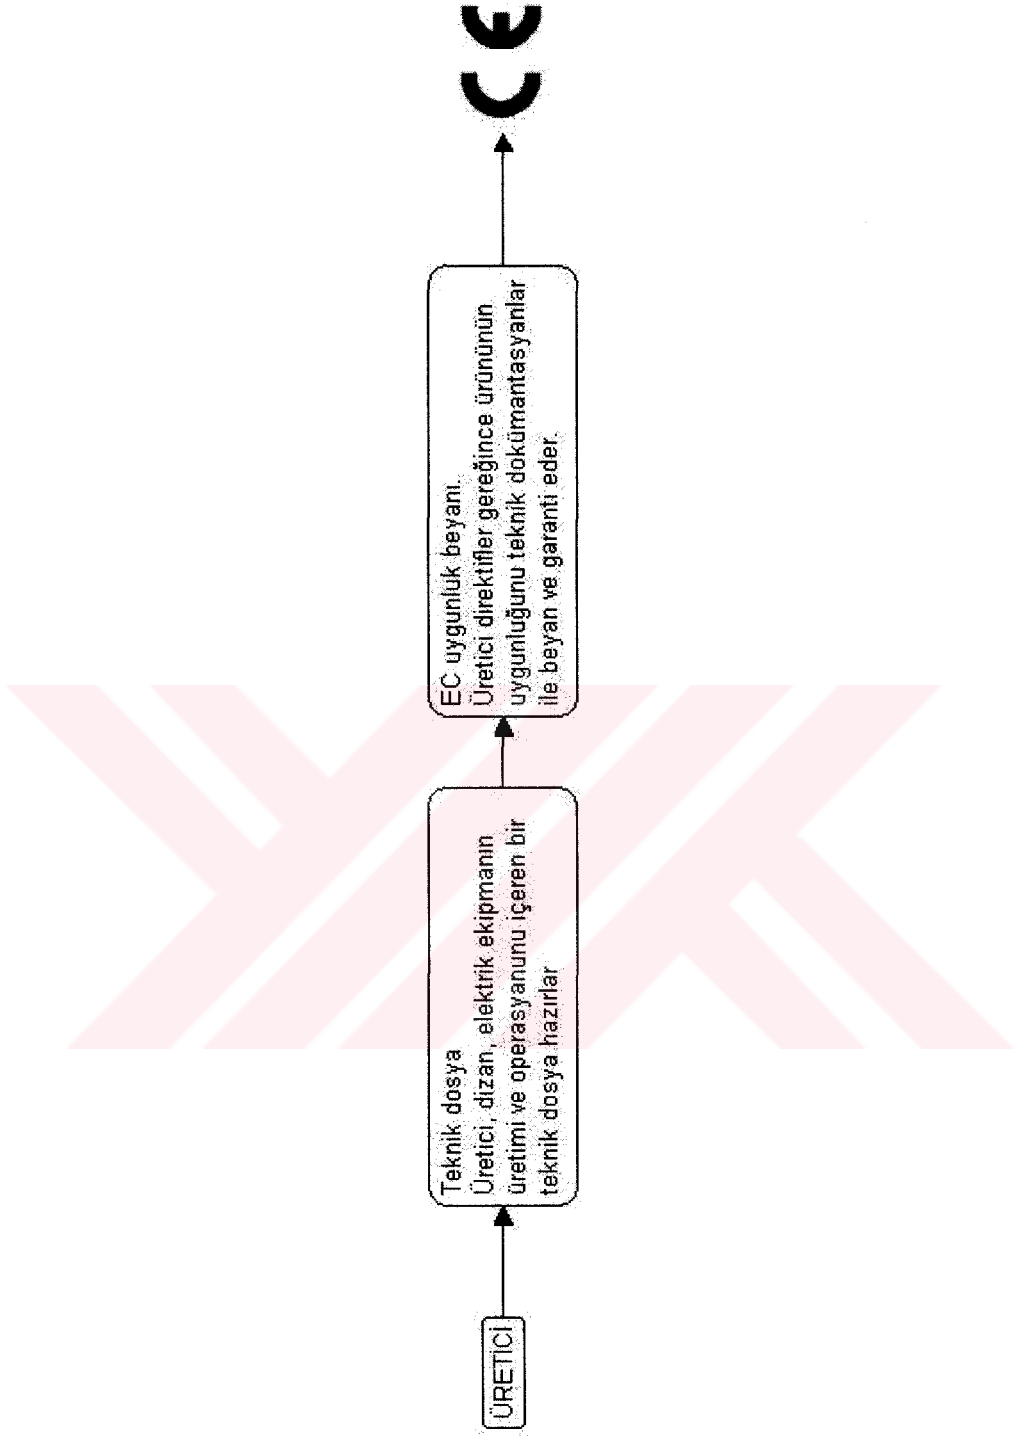 ÜRETİCİ
Teknik dosya
Üretici, dizan, elektrik ekipmanın
üretimi ve operasyanunu içeren bir
teknik dosya hazırlar
EC uygunluk beyanı.
Üretici direktifler gereğince ürününün
uygunluğunu teknik dokümantasyanlar
ile beyan ve garanti eder.
CE